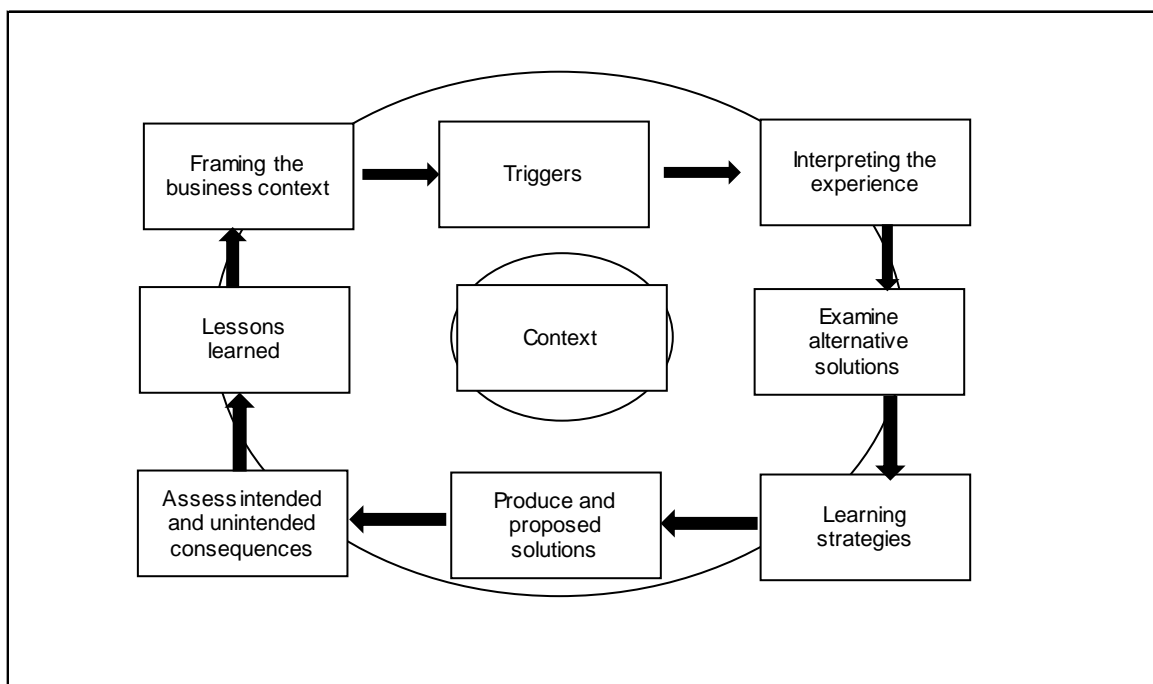 Framing the
business context
Triggers
Interpreting the
experience
Lessons
learned
Context
Examine
alternative
solutions
Assess intended
and unintended
consequences
Produce and
proposed
solutions
Learning
strategies